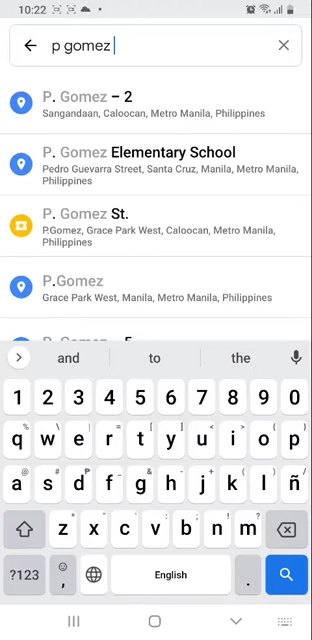 10:22
p gomez
P. Gomez – 2
Sangandaan, Caloocan, Metro Manila, Philippines
P. Gomez Elementary School
Pedro Guevarra Street, Santa Cruz, Manila, Metro Manila,
Philippines
P. Gomez St.
P.Gomez, Grace Park West, Caloocan, Metro Manila,
Philippines
P.Gomez
Grace Park West, Manila, Metro Manila, Philippines
P. Gomez – 5
and to the
1 2 3 4 5 6 7 8 9 0
q w e r t y u i o p
a s d f g h j k l ñ
z x c v b n m
?123 , English .